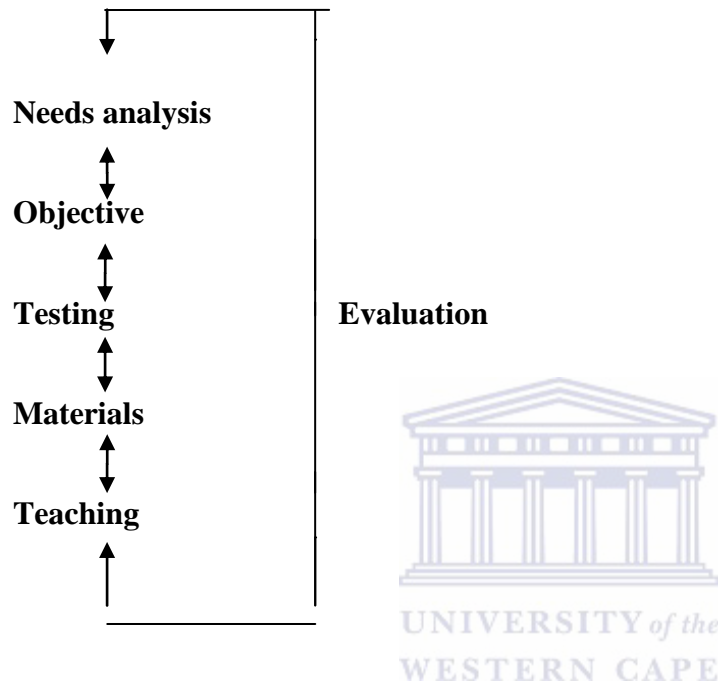 Needs analysis
Objective
Testing
Evaluation
Materials
Teaching
UNIVERSITY of the
WESTERN CAPE